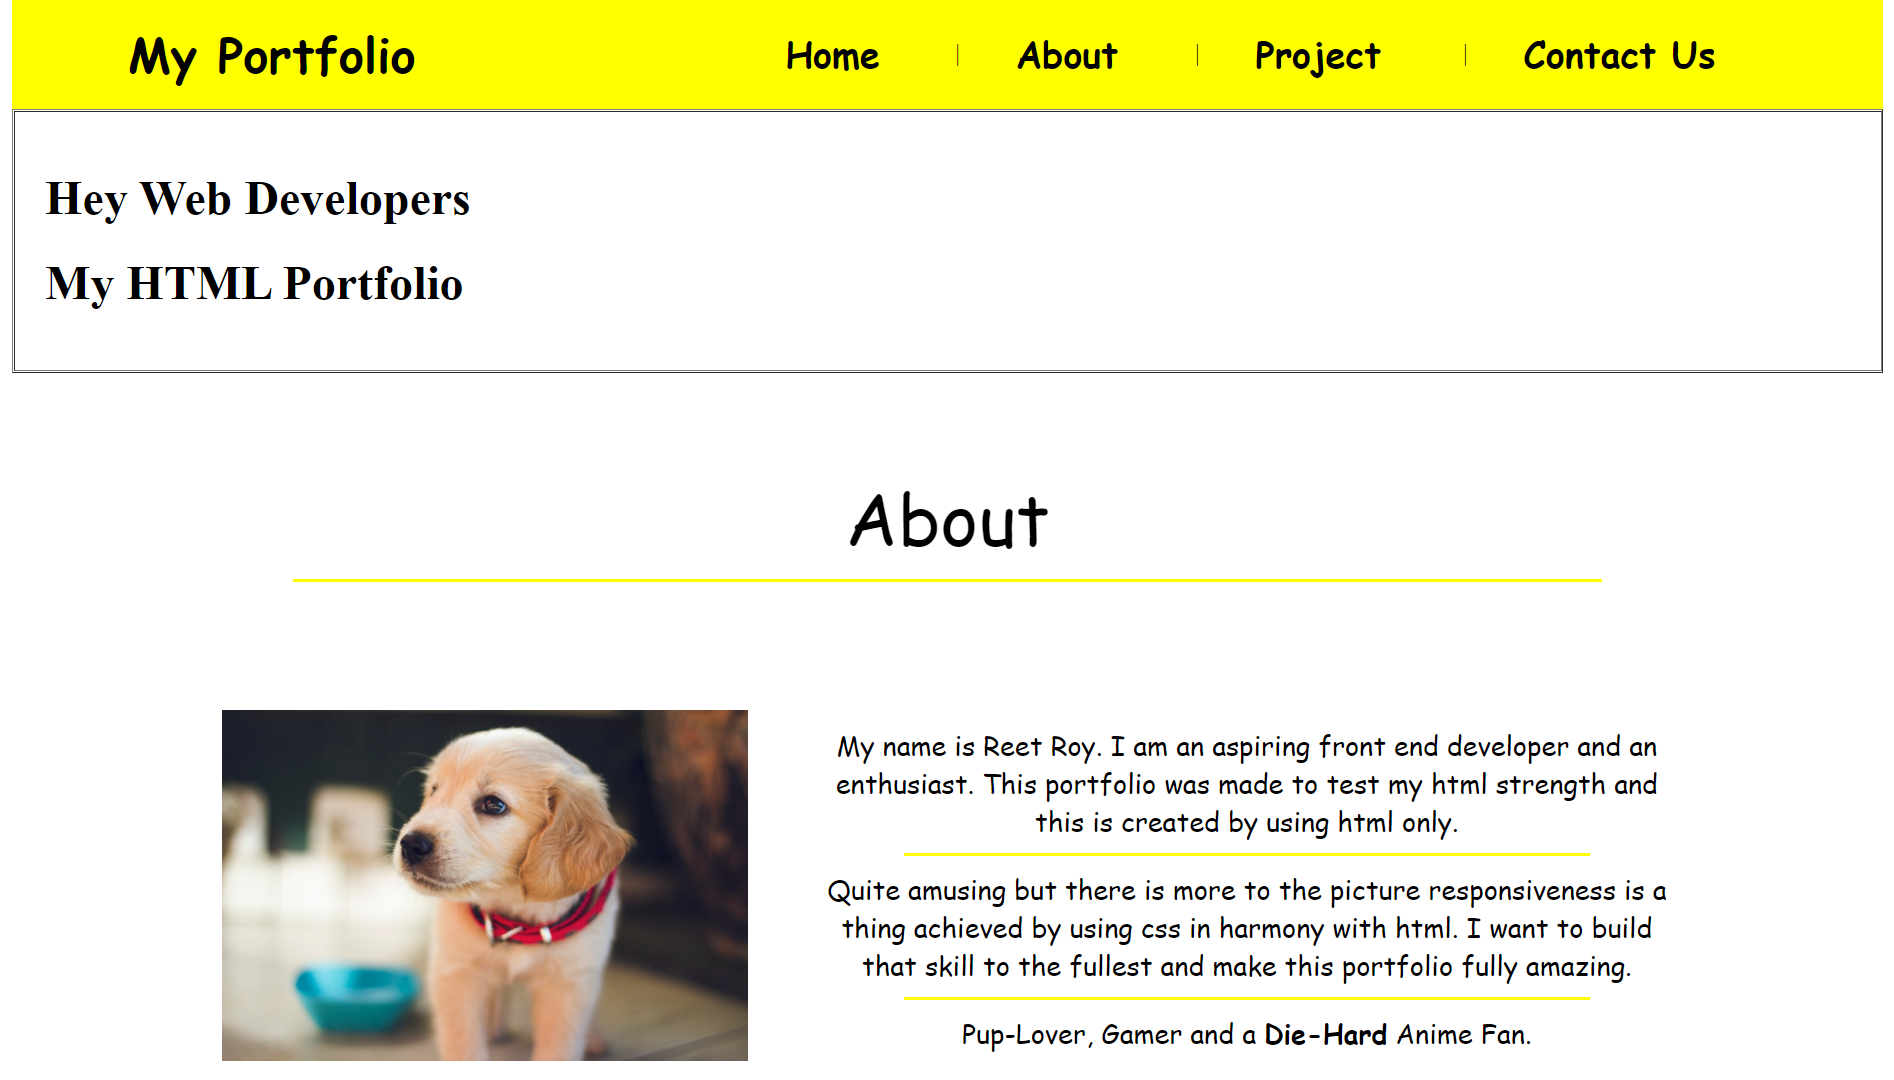 My Portfolio
Home | About | Project | Contact Us
Hey Web Developers
My HTML Portfolio
About
My name is Reet Roy. I am an aspiring front end developer and an
enthusiast. This portfolio was made to test my html strength and
this is created by using html only.
Quite amusing but there is more to the picture responsiveness is a
thing achieved by using css in harmony with html. I want to build
that skill to the fullest and make this portfolio fully amazing.
Pup-Lover, Gamer and a Die-Hard Anime Fan.